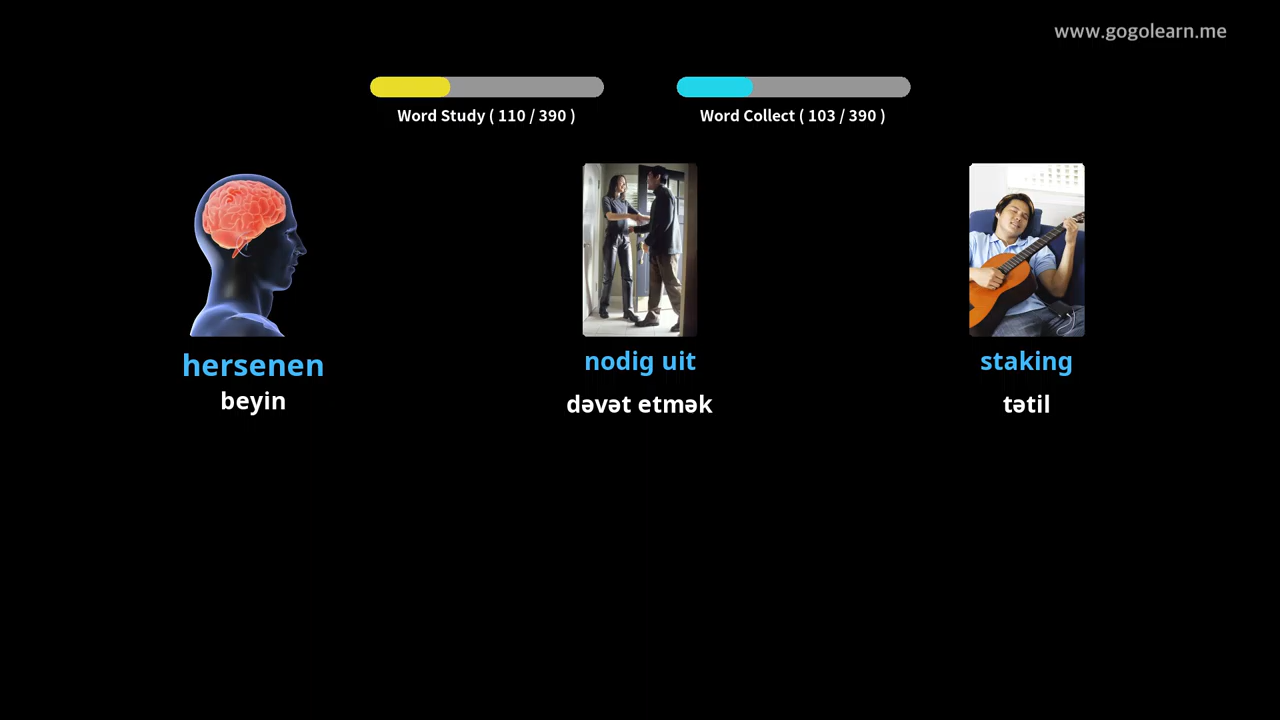 www.gogolearn.me
Word Study ( 110 / 390 )
Word Collect ( 103 / 390 )
hersenen
beyin
nodig uit
dəvət etmək
staking
tətil